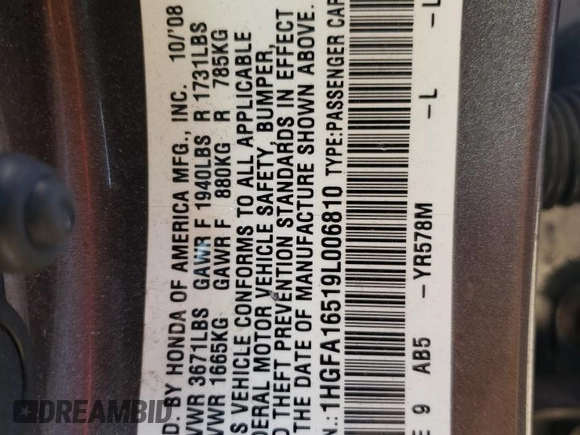 D. BY HONDA OF AMERICA MFG., INC. 10/'08
VWR 3671LBS GAWR F 1940LBS R 1731LBS
VWR 1665KG GAWR F 880KG R 785KG
S VEHICLE CONFORMS TO ALL APPLICABLE
DERAL MOTOR VEHICLE SAFETY, BUMPER,
D THEFT PREVENTION STANDARDS IN EFFECT
THE DATE OF MANUFACTURE SHOWN ABOVE.
N.:1HGFA16519L006810 TYPE:PASSENGER CAR
E 9 AB5 -YR578M -L -L
DREAMBID